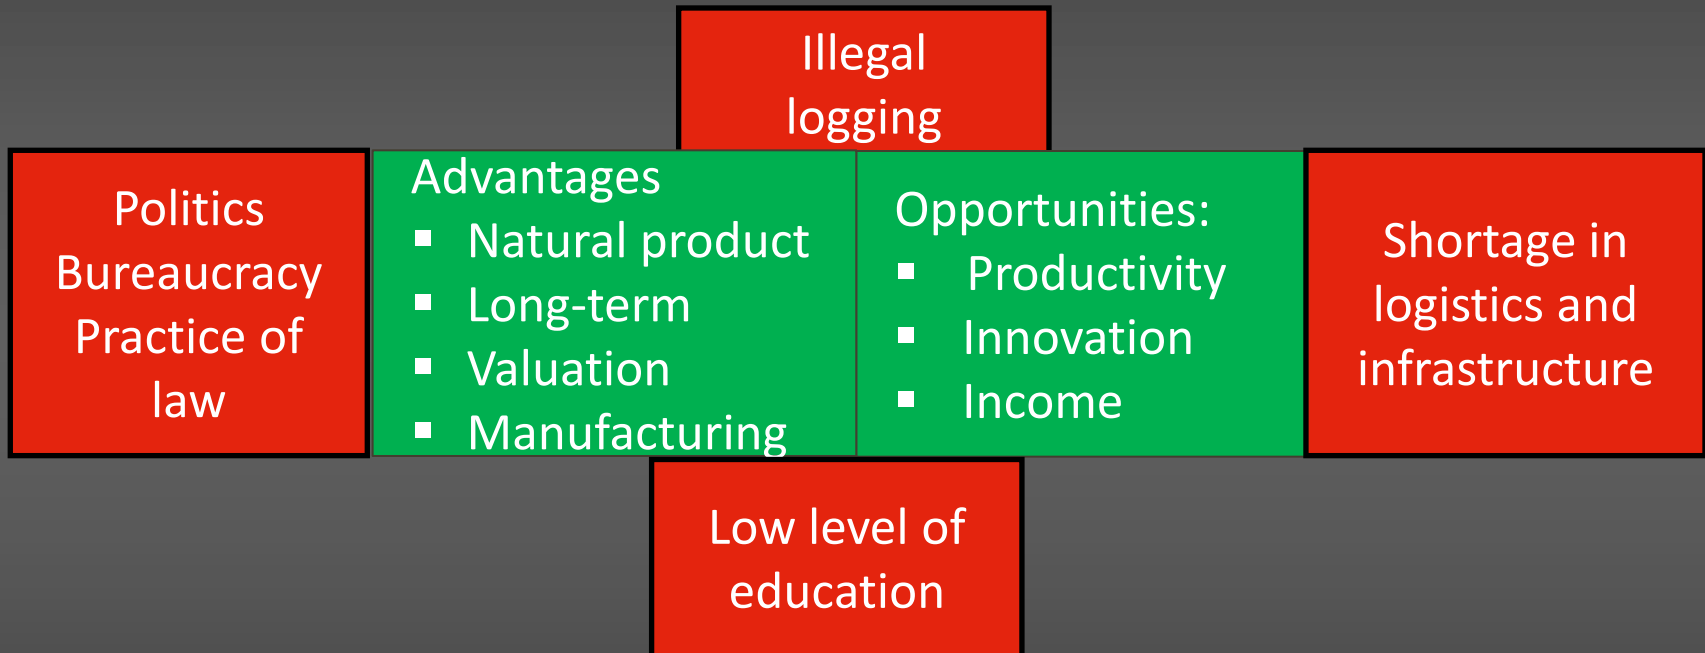 Illegal
logging
Politics
Bureaucracy
Practice of
law
Advantages
▪ Natural product
▪ Long-term
▪ Valuation
▪ Manufacturing
Opportunities:
▪ Productivity
▪ Innovation
▪ Income
Shortage in
logistics and
infrastructure
Low level of
education